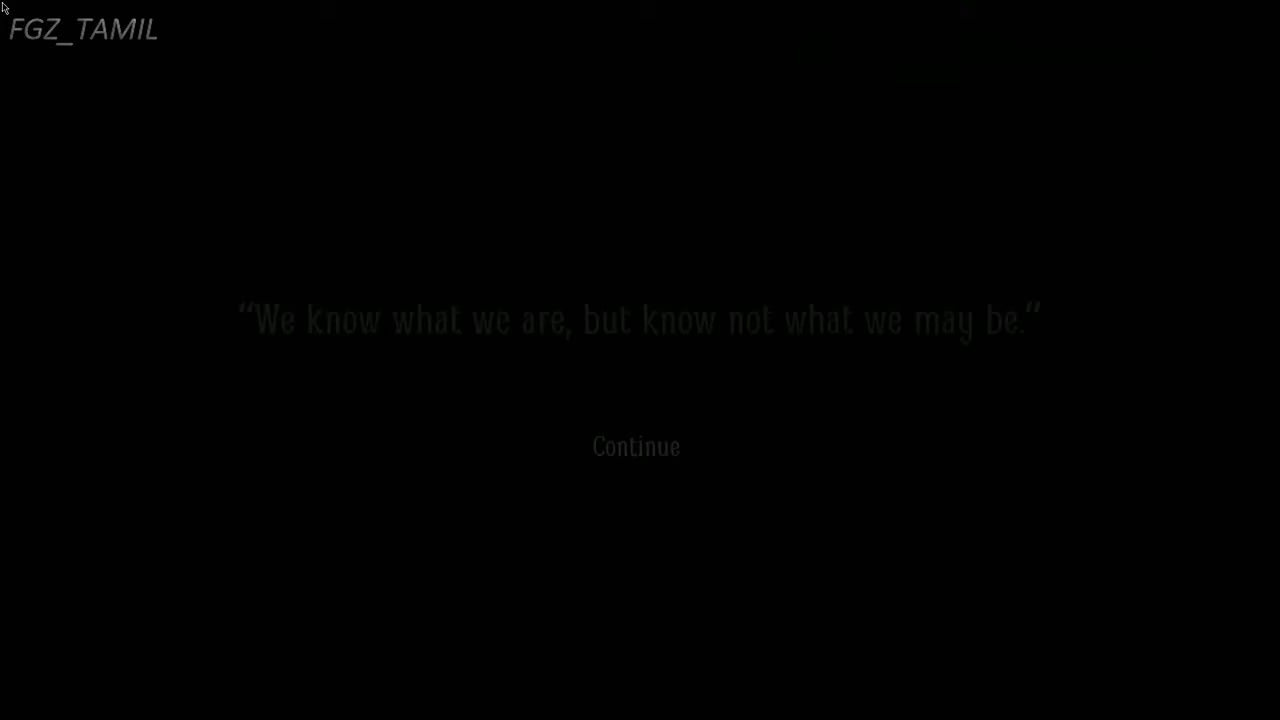 FGZ_TAMIL
“We know what we are, but know not what we may be.”
Continue